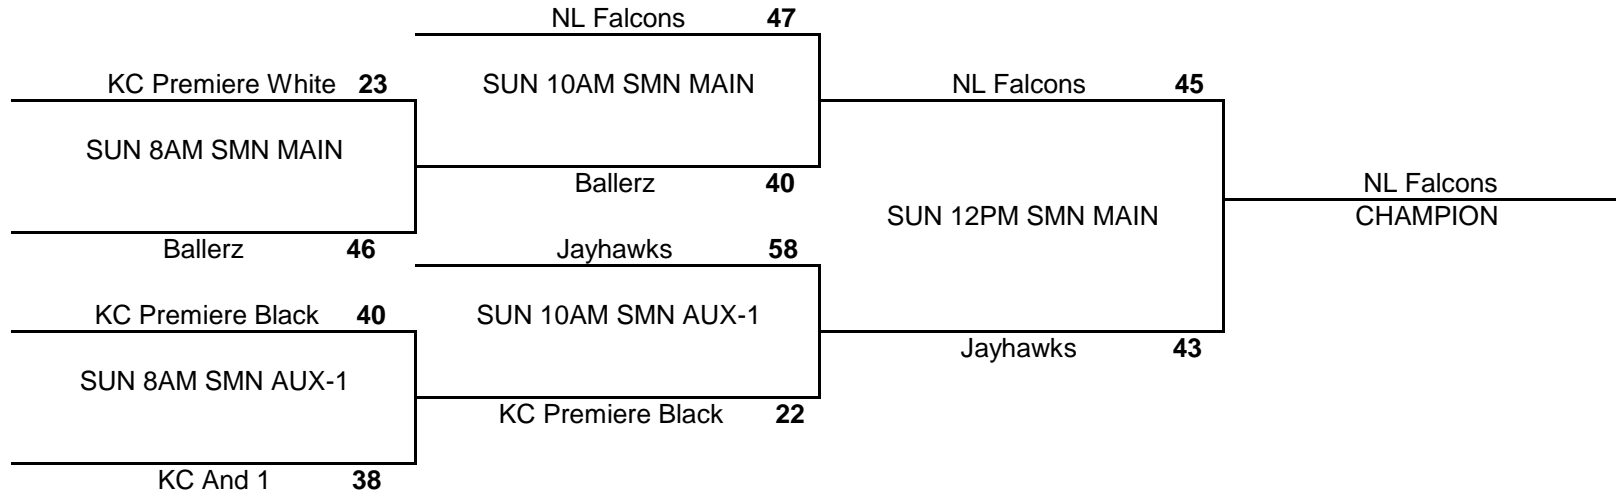 NL Falcons 47
KC Premiere White 23
SUN 10AM SMN MAIN
NL Falcons 45
SUN 8AM SMN MAIN
Ballerz 40
NL Falcons
SUN 12PM SMN MAIN
CHAMPION
Ballerz 46
Jayhawks 58
KC Premiere Black 40
SUN 10AM SMN AUX-1
Jayhawks 43
SUN 8AM SMN AUX-1
KC Premiere Black 22
KC And 1 38